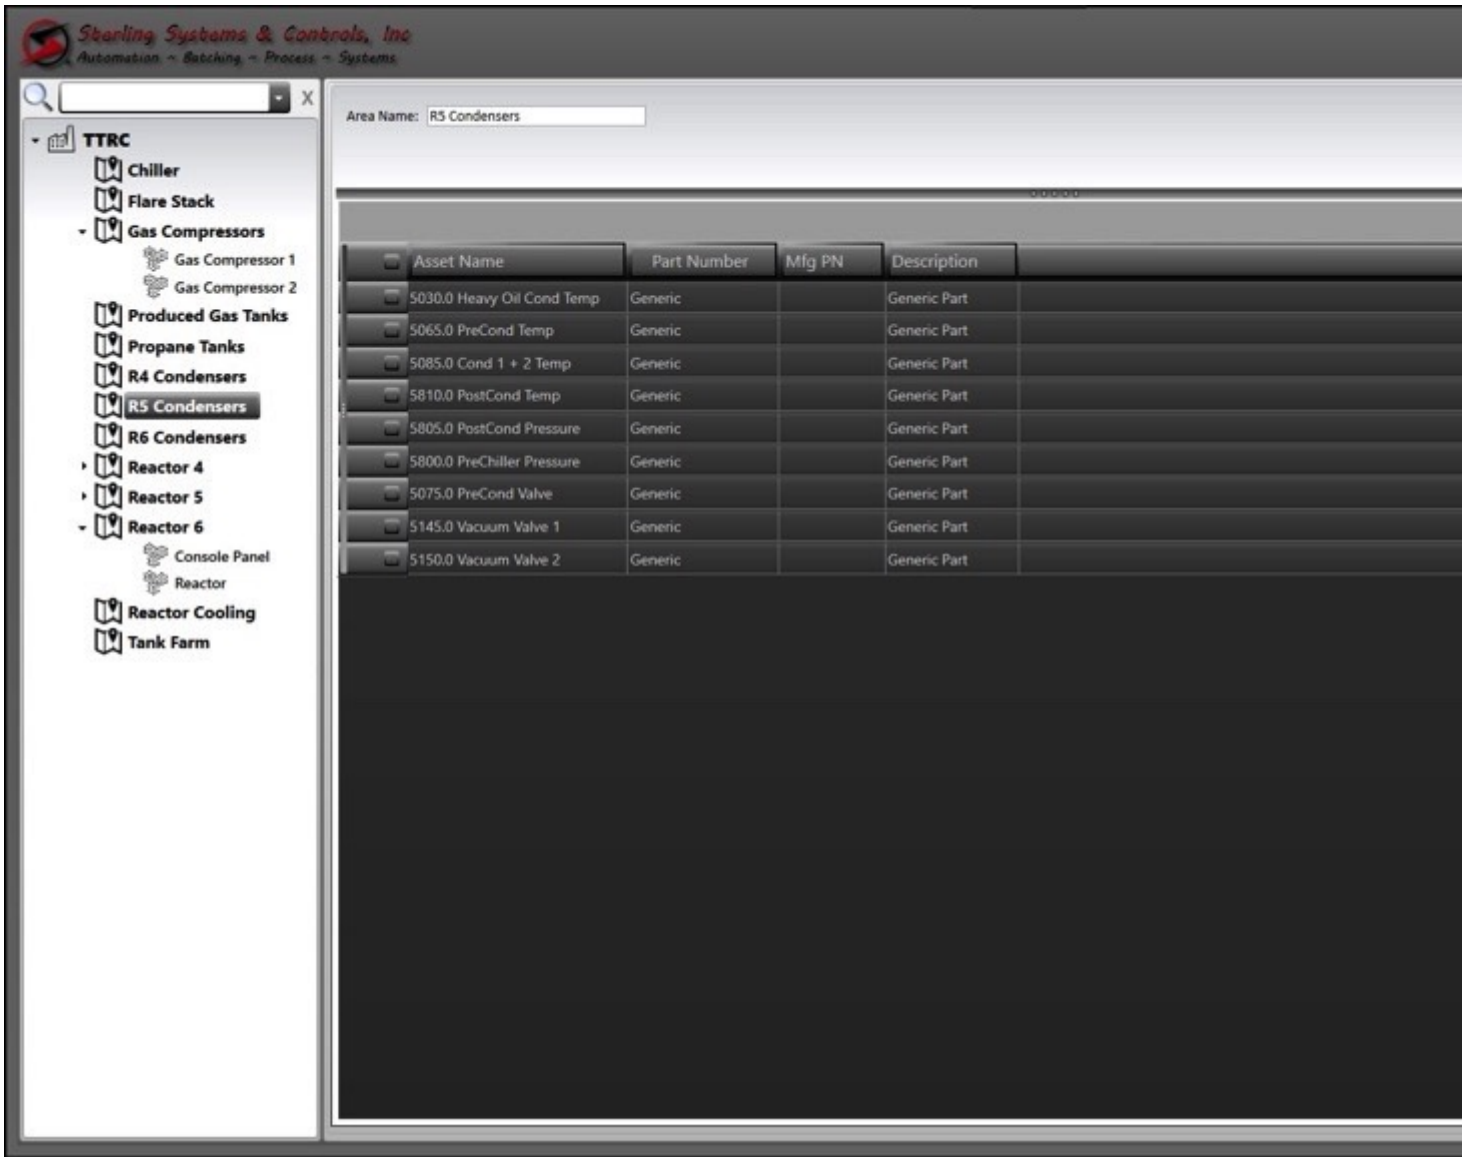 Sterling Systems & Controls, Inc
Automation ~ Batching ~ Process ~ Systems
X
TTRC
Chiller
Flare Stack
Gas Compressors
Gas Compressor 1
Gas Compressor 2
Produced Gas Tanks
Propane Tanks
R4 Condensers
R5 Condensers
R6 Condensers
Reactor 4
Reactor 5
Reactor 6
Console Panel
Reactor
Reactor Cooling
Tank Farm
Area Name: R5 Condensers
Asset Name Part Number Mfg PN Description
5030.0 Heavy Oil Cond Temp Generic Generic Part
5065.0 PreCond Temp Generic Generic Part
5085.0 Cond 1 + 2 Temp Generic Generic Part
5810.0 PostCond Temp Generic Generic Part
5805.0 PostCond Pressure Generic Generic Part
5800.0 PreChiller Pressure Generic Generic Part
5075.0 PreCond Valve Generic Generic Part
5145.0 Vacuum Valve 1 Generic Generic Part
5150.0 Vacuum Valve 2 Generic Generic Part